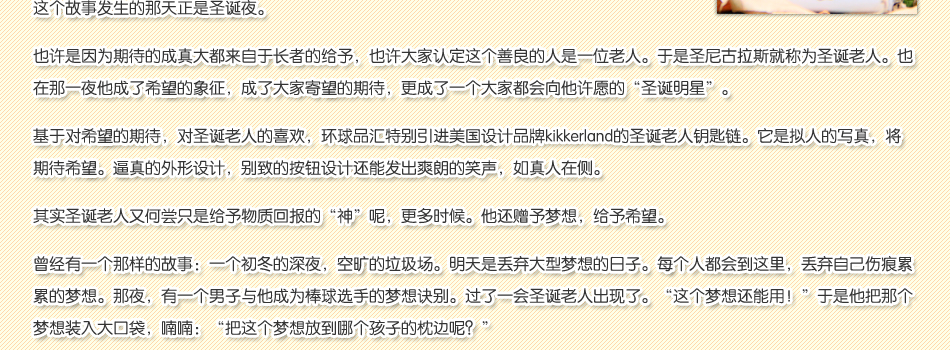 这个故事发生的那天正是圣诞夜。
也许是因为期待的成真大都来自于长者的给予，也许大家认定这个善良的人是一位老人。于是圣尼古拉斯就称为圣诞老人。也
在那一夜他成了希望的象征，成了大家寄望的期待，更成了一个大家都会向他许愿的“圣诞明星”。
基于对希望的期待，对圣诞老人的喜欢，环球品汇特别引进美国设计品牌kikkerland的圣诞老人钥匙链。它是拟人的写真，将
期待希望。逼真的外形设计，别致的按钮设计还能发出爽朗的笑声，如真人在侧。
其实圣诞老人又何尝只是给予物质回报的“神”呢，更多时候。他还赠予梦想，给予希望。
曾经有一个那样的故事：一个初冬的深夜，空旷的垃圾场。明天是丢弃大型梦想的日子。每个人都会到这里，丢弃自己伤痕累
累的梦想。那夜，有一个男子与他成为棒球选手的梦想诀别。过了一会圣诞老人出现了。“这个梦想还能用！”于是他把那个
梦想装入大口袋，喃喃：“把这个梦想放到哪个孩子的枕边呢？”